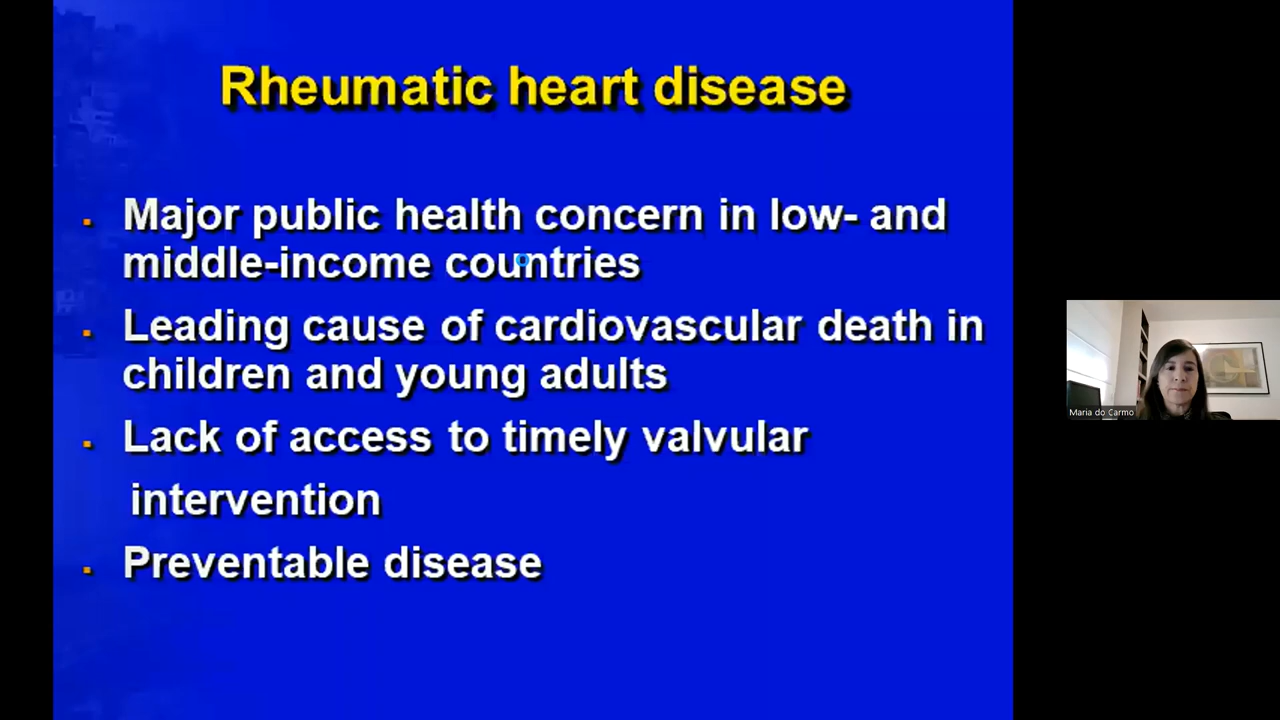 Rheumatic heart disease
Major public health concern in low- and
middle-income countries
Leading cause of cardiovascular death in
children and young adults
Lack of access to timely valvular
intervention
Preventable disease
Maria do Carmo